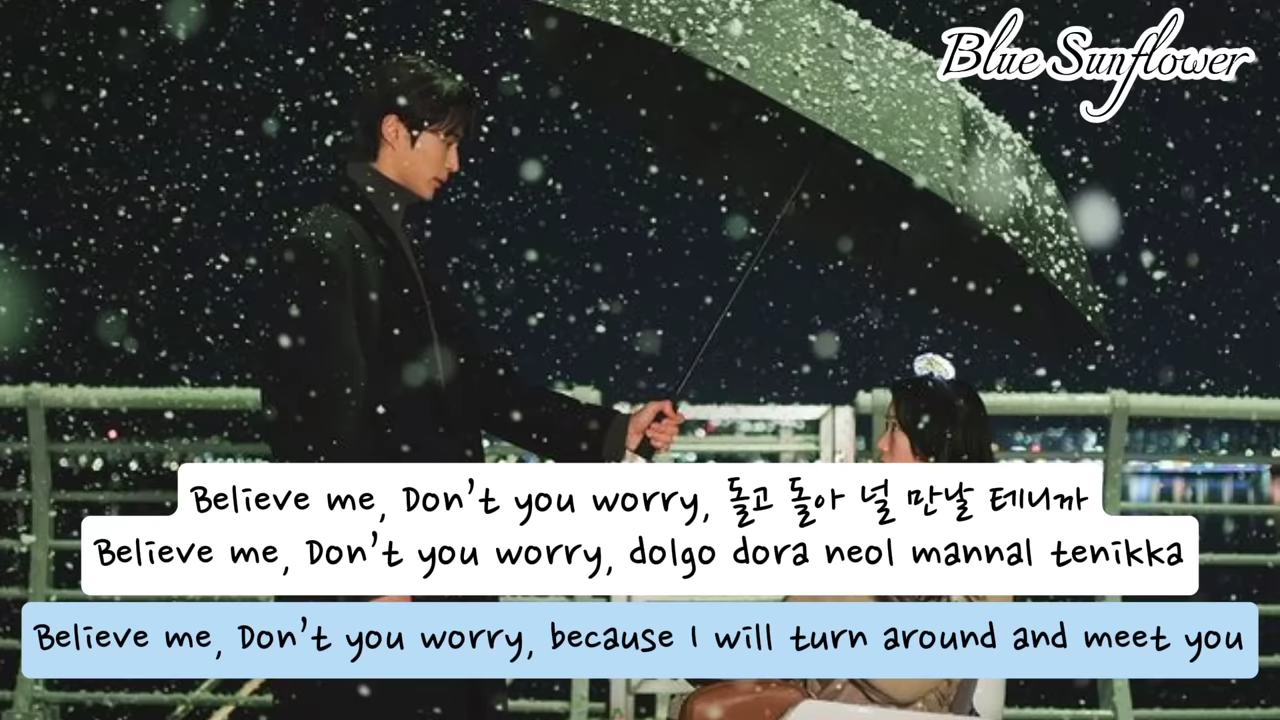 Blue Sunflower
Believe me, Don't you worry, 돌고 돌아 널 만날 테니까
Believe me, Don't you worry, dolgo dora neol mannal tenikka
Believe me, Don't you worry, because I will turn around and meet you